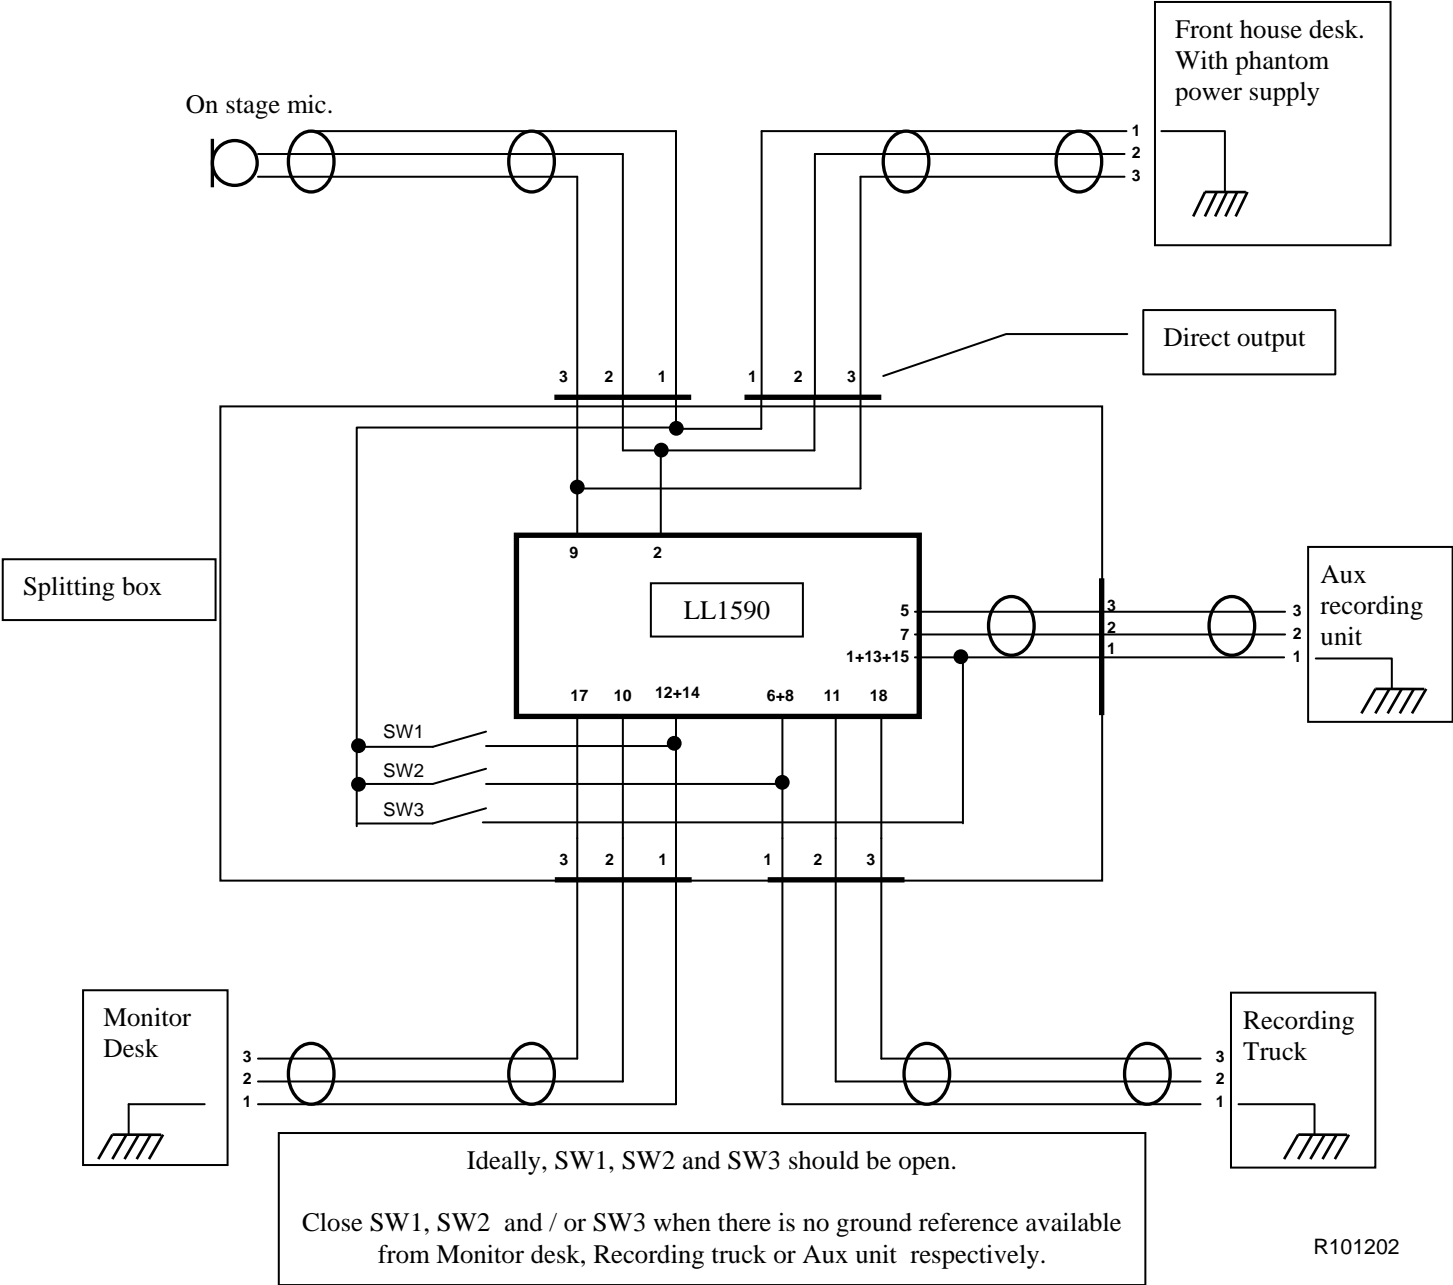 Front house desk.
With phantom
power supply
On stage mic.
1
2
3
Direct output
3 2 1 1 2 3
9 2
Splitting box
LL1590
Aux
recording
unit
5 3 3
7 2 2
1+13+15 1 1
17 10 12+14 6+8 11 18
SW1
SW2
SW3
3 2 1 1 2 3
Monitor
Desk
3
2
1
Recording
Truck
3
2
1
Ideally, SW1, SW2 and SW3 should be open.
Close SW1, SW2 and / or SW3 when there is no ground reference available
from Monitor desk, Recording truck or Aux unit respectively.
R101202